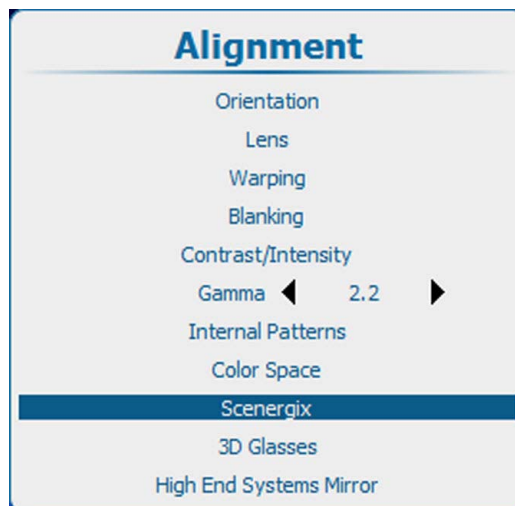 Alignment
Orientation
Lens
Warping
Blanking
Contrast/Intensity
Gamma 2.2
Internal Patterns
Color Space
Scenergix
3D Glasses
High End Systems Mirror